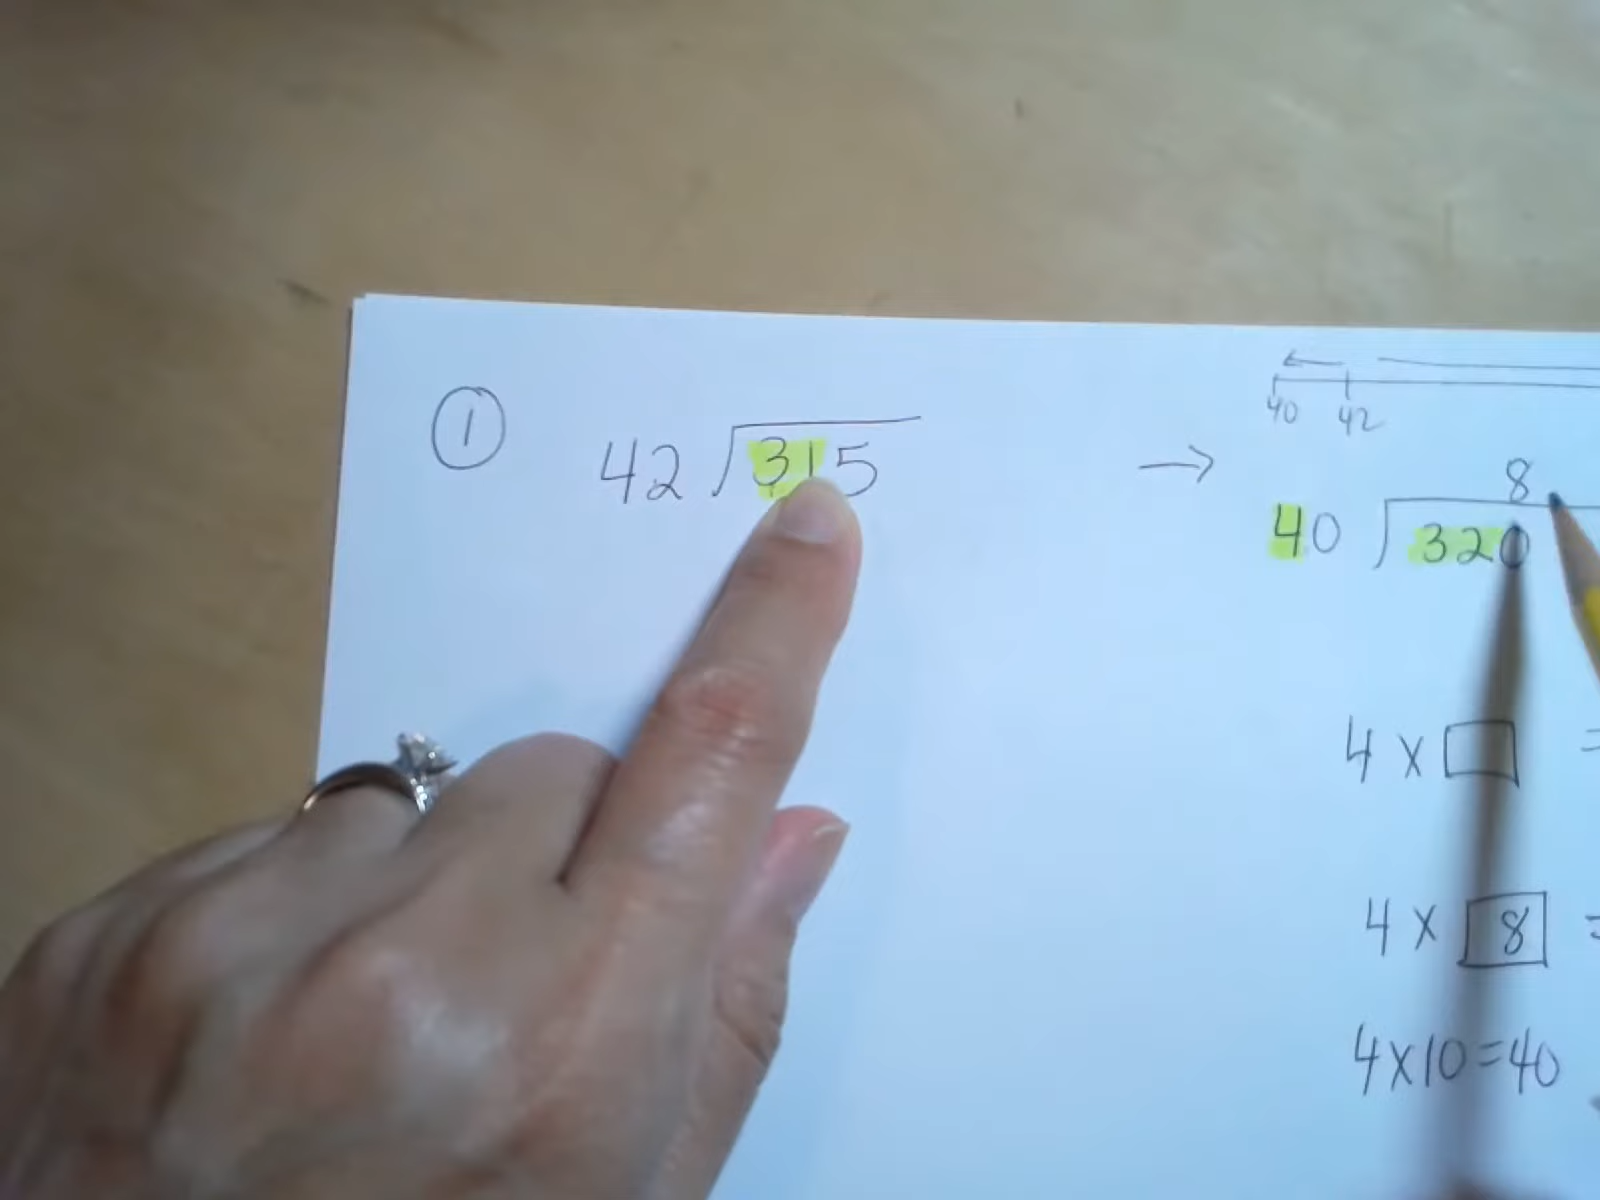 40 42
① 42 315 →
8
40 320
4 x □ =
4 x 8 =
4x10=40